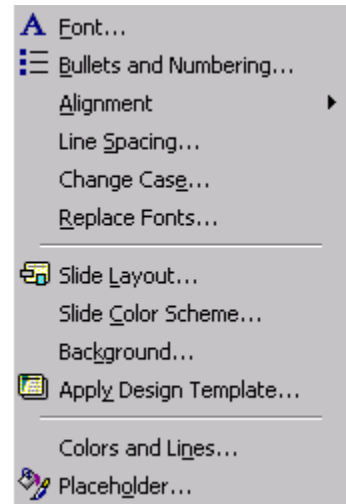 Font...
Bullets and Numbering...
Alignment
Line Spacing...
Change Case...
Replace Fonts...
Slide Layout...
Slide Color Scheme...
Background...
Apply Design Template...
Colors and Lines...
Placeholder...